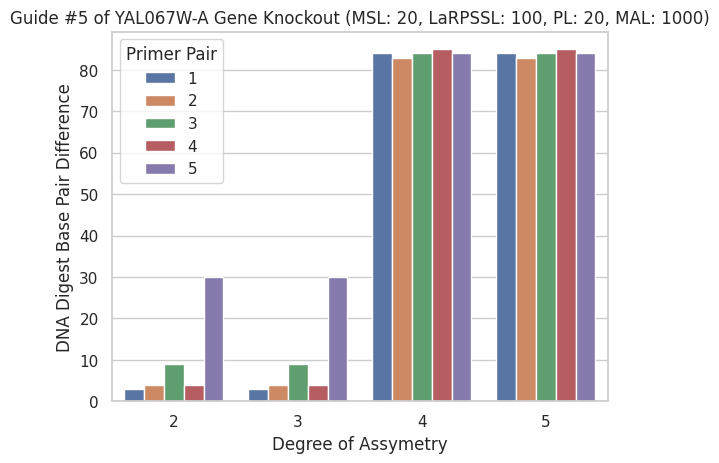 Guide #5 of YAL067W-A Gene Knockout (MSL: 20, LaRPSSL: 100, PL: 20, MAL: 1000)
DNA Digest Base Pair Difference
80
70
60
50
40
30
20
10
0
Primer Pair
1
2
3
4
5
2 3 4 5
Degree of Assymetry